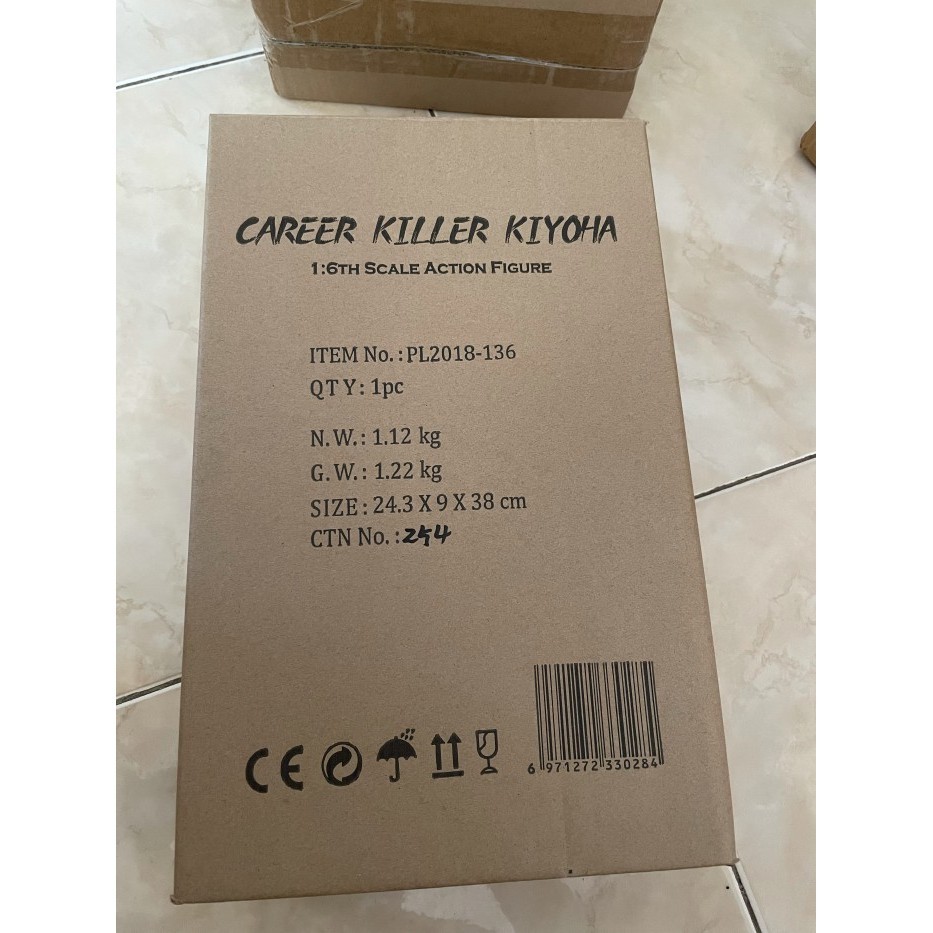 CAREER KILLER KIYOHA
1:6TH SCALE ACTION FIGURE
ITEM No.:PL2018-136
QTY: 1pc
N.W.: 1.12 kg
G.W.: 1.22 kg
SIZE: 24.3 X 9 X 38 cm
CTN No.: 254
CE
6 971272 330284